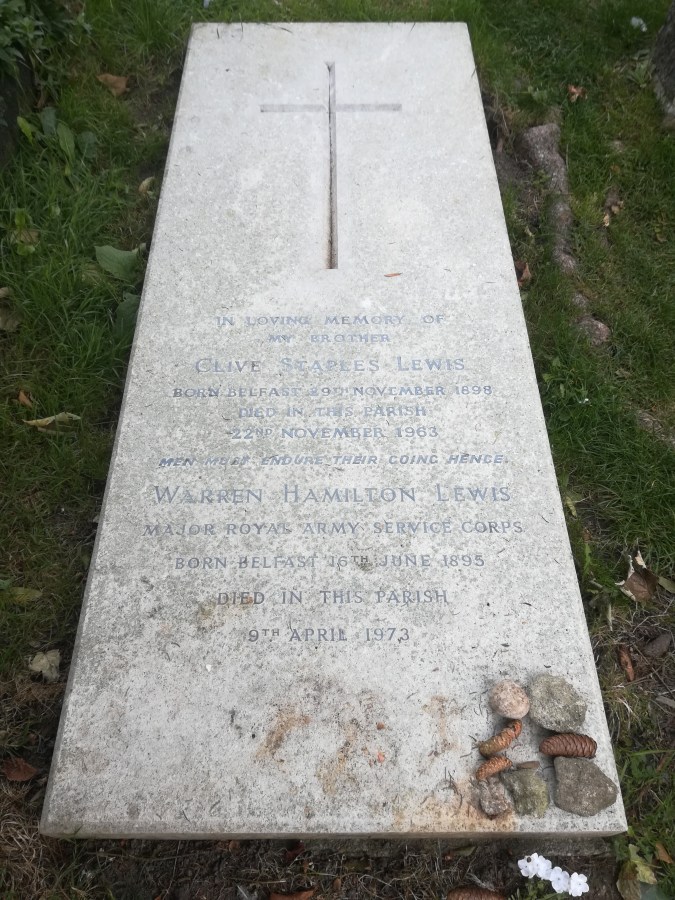 IN LOVING MEMORY OF
MY BROTHER
CLIVE STAPLES LEWIS
BORN BELFAST 29TH NOVEMBER 1898
DIED IN THIS PARISH
22ND NOVEMBER 1963
MEN MUST ENDURE THEIR GOING HENCE.
WARREN HAMILTON LEWIS
MAJOR ROYAL ARMY SERVICE CORPS
BORN BELFAST 16TH JUNE 1895
DIED IN THIS PARISH
9TH APRIL 1973